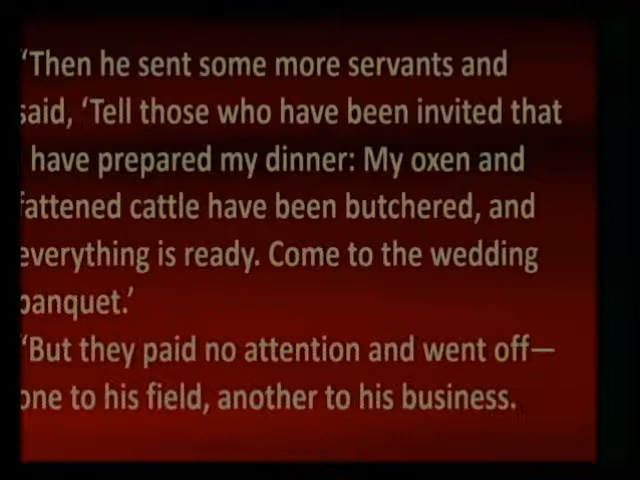 ‘Then he sent some more servants and
said, ‘Tell those who have been invited that
have prepared my dinner: My oxen and
fattened cattle have been butchered, and
everything is ready. Come to the wedding
banquet.’
‘But they paid no attention and went off—
one to his field, another to his business.